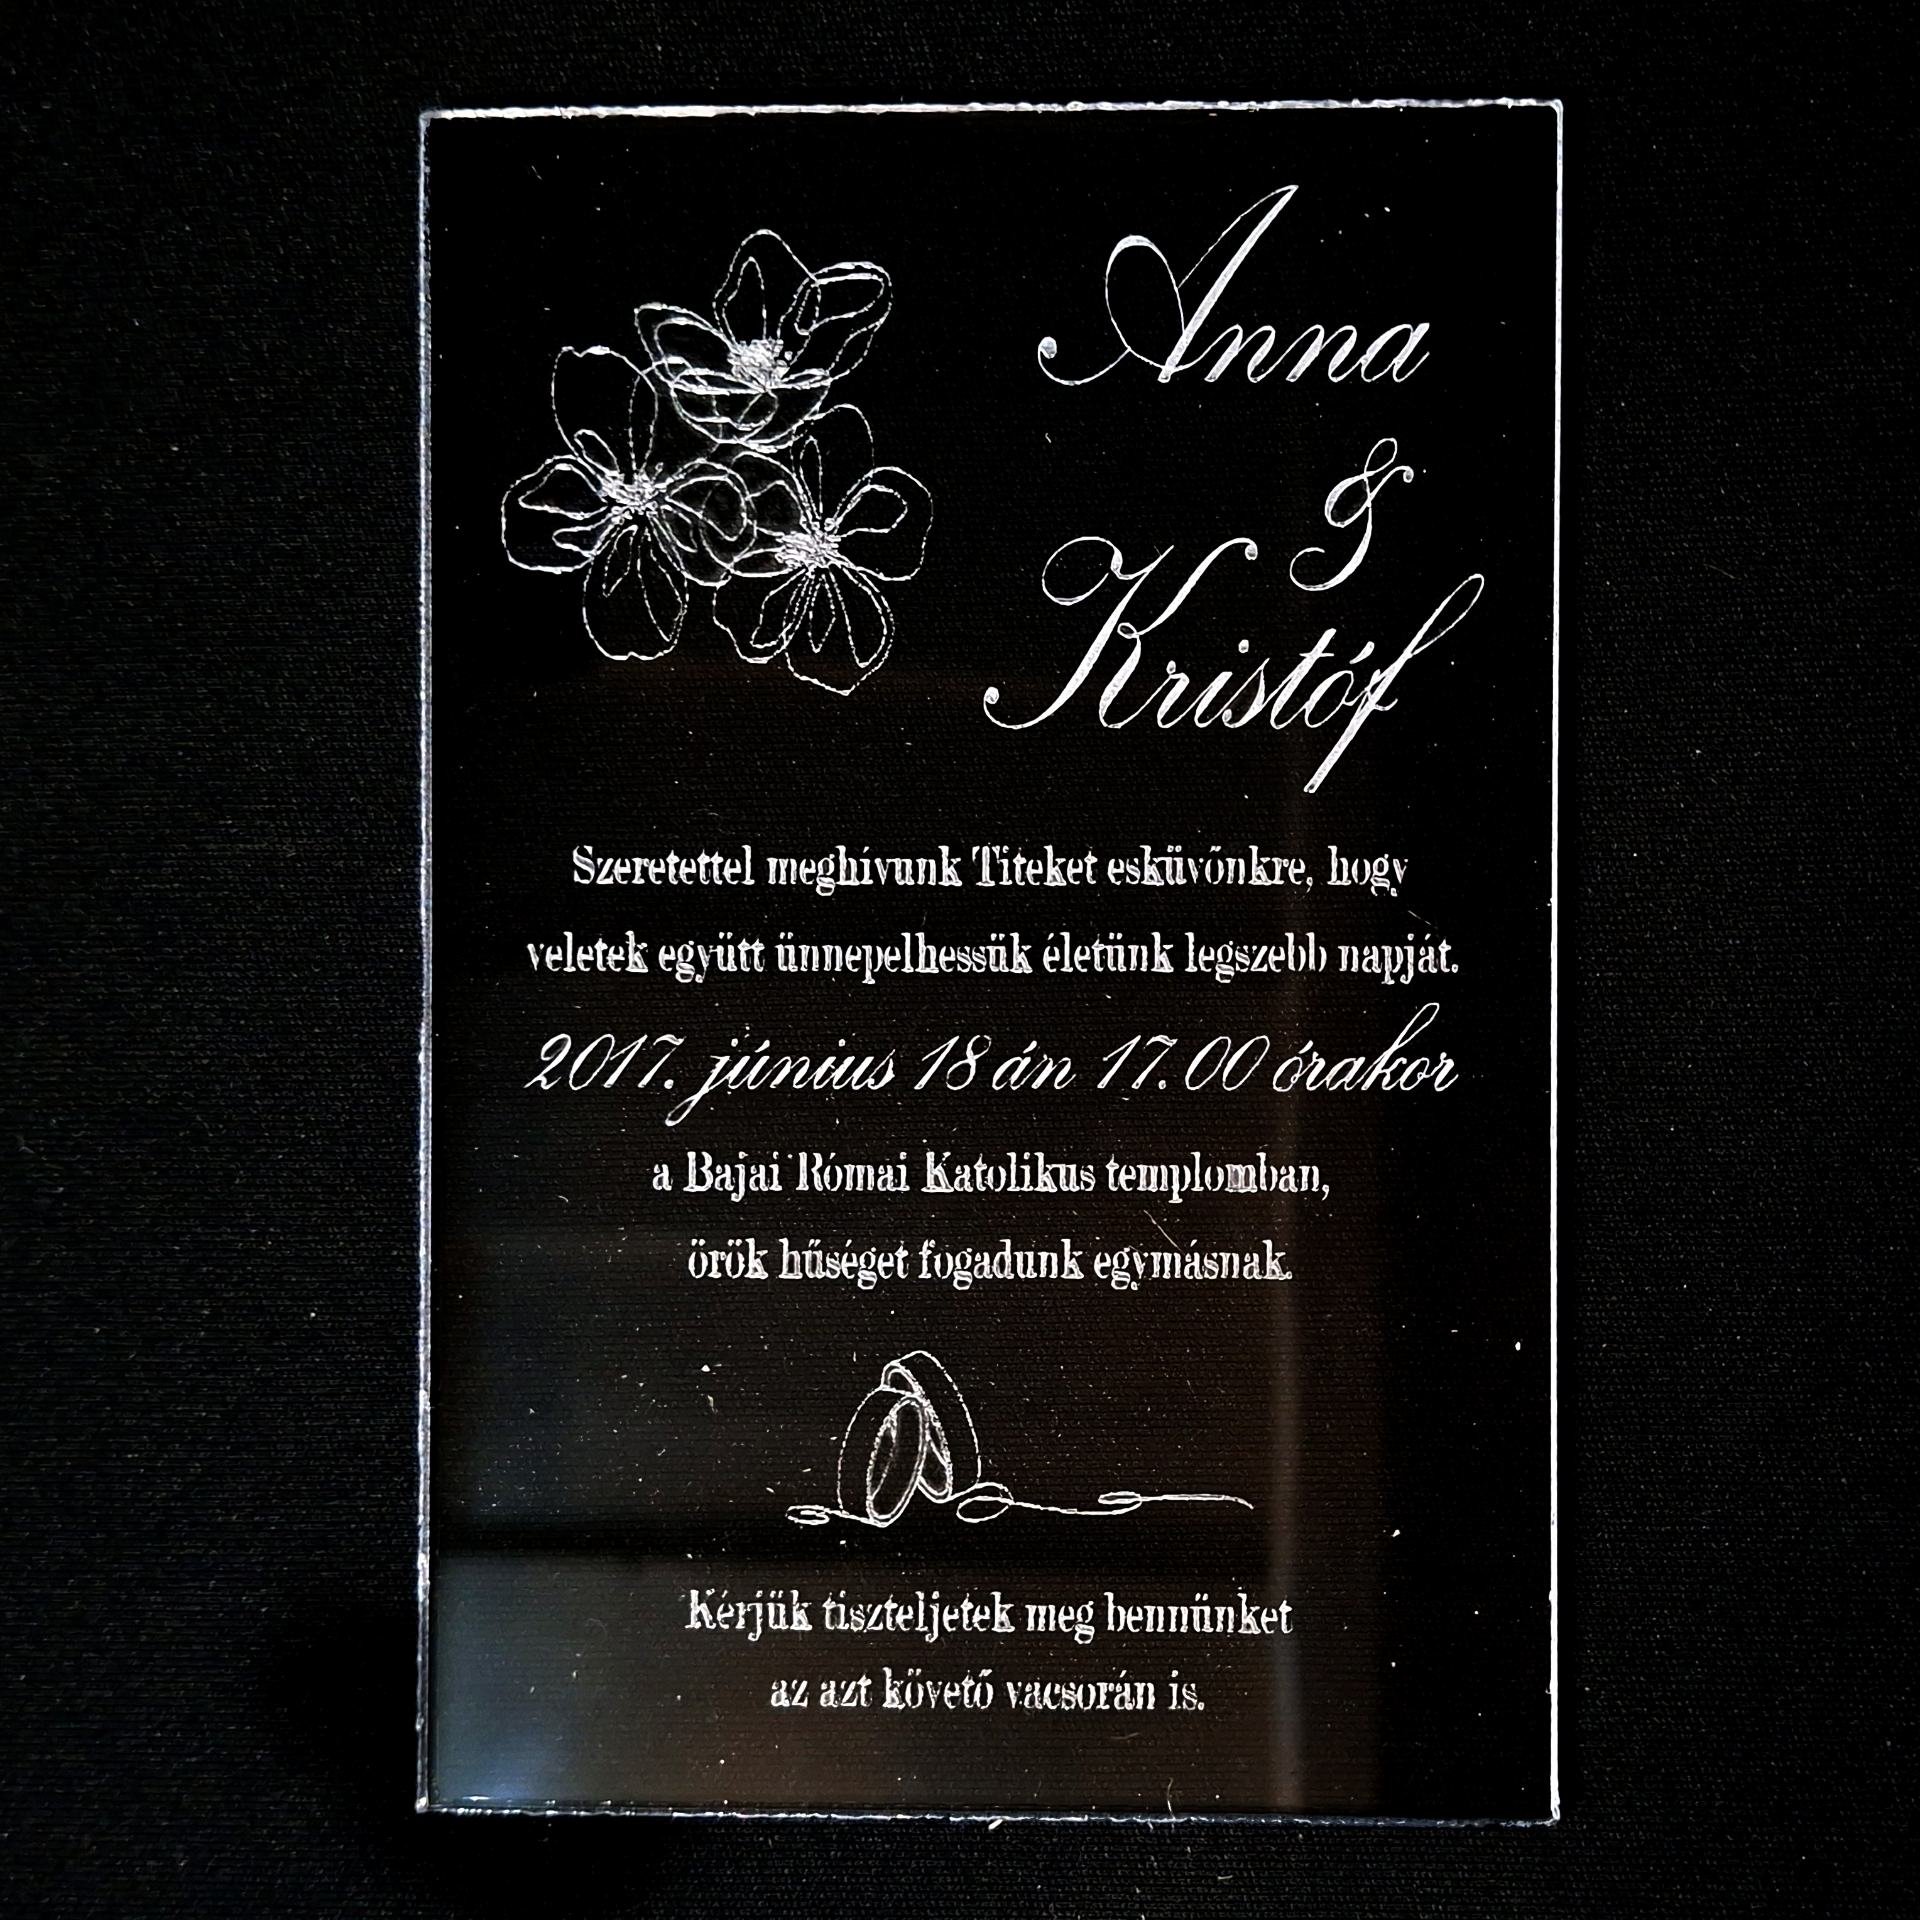 Anna
&
Kristóf
Szeretettel meghívunk Titeket esküvőnkre, hogy
veletek együtt ünnepelhessük életünk legszebb napját.
2017. június 18 án 17.00 órakor
a Bajai Római Katolikus templomban,
örök hűséget fogadunk egymásnak.
Kérjük tiszteljetek meg bennünket
az azt követő vacsorán is.